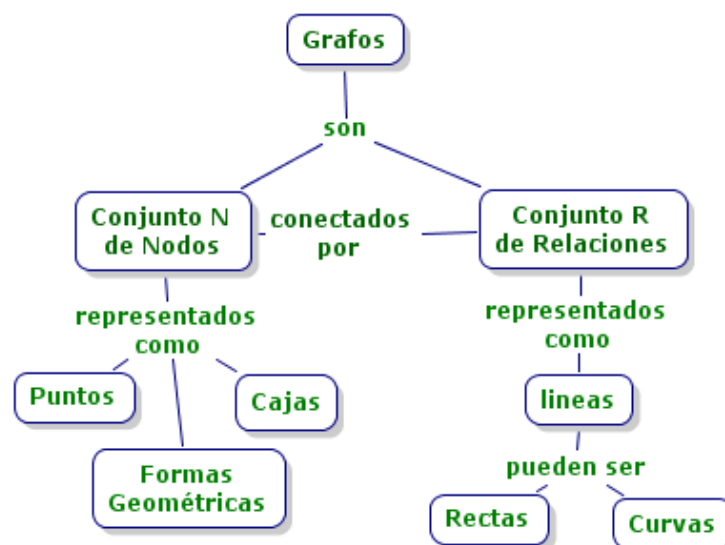 Grafos
son
Conjunto N
de Nodos
conectados
por
Conjunto R
de Relaciones
representados
como
representados
como
Puntos
Cajas
lineas
Formas
Geométricas
pueden ser
Rectas
Curvas